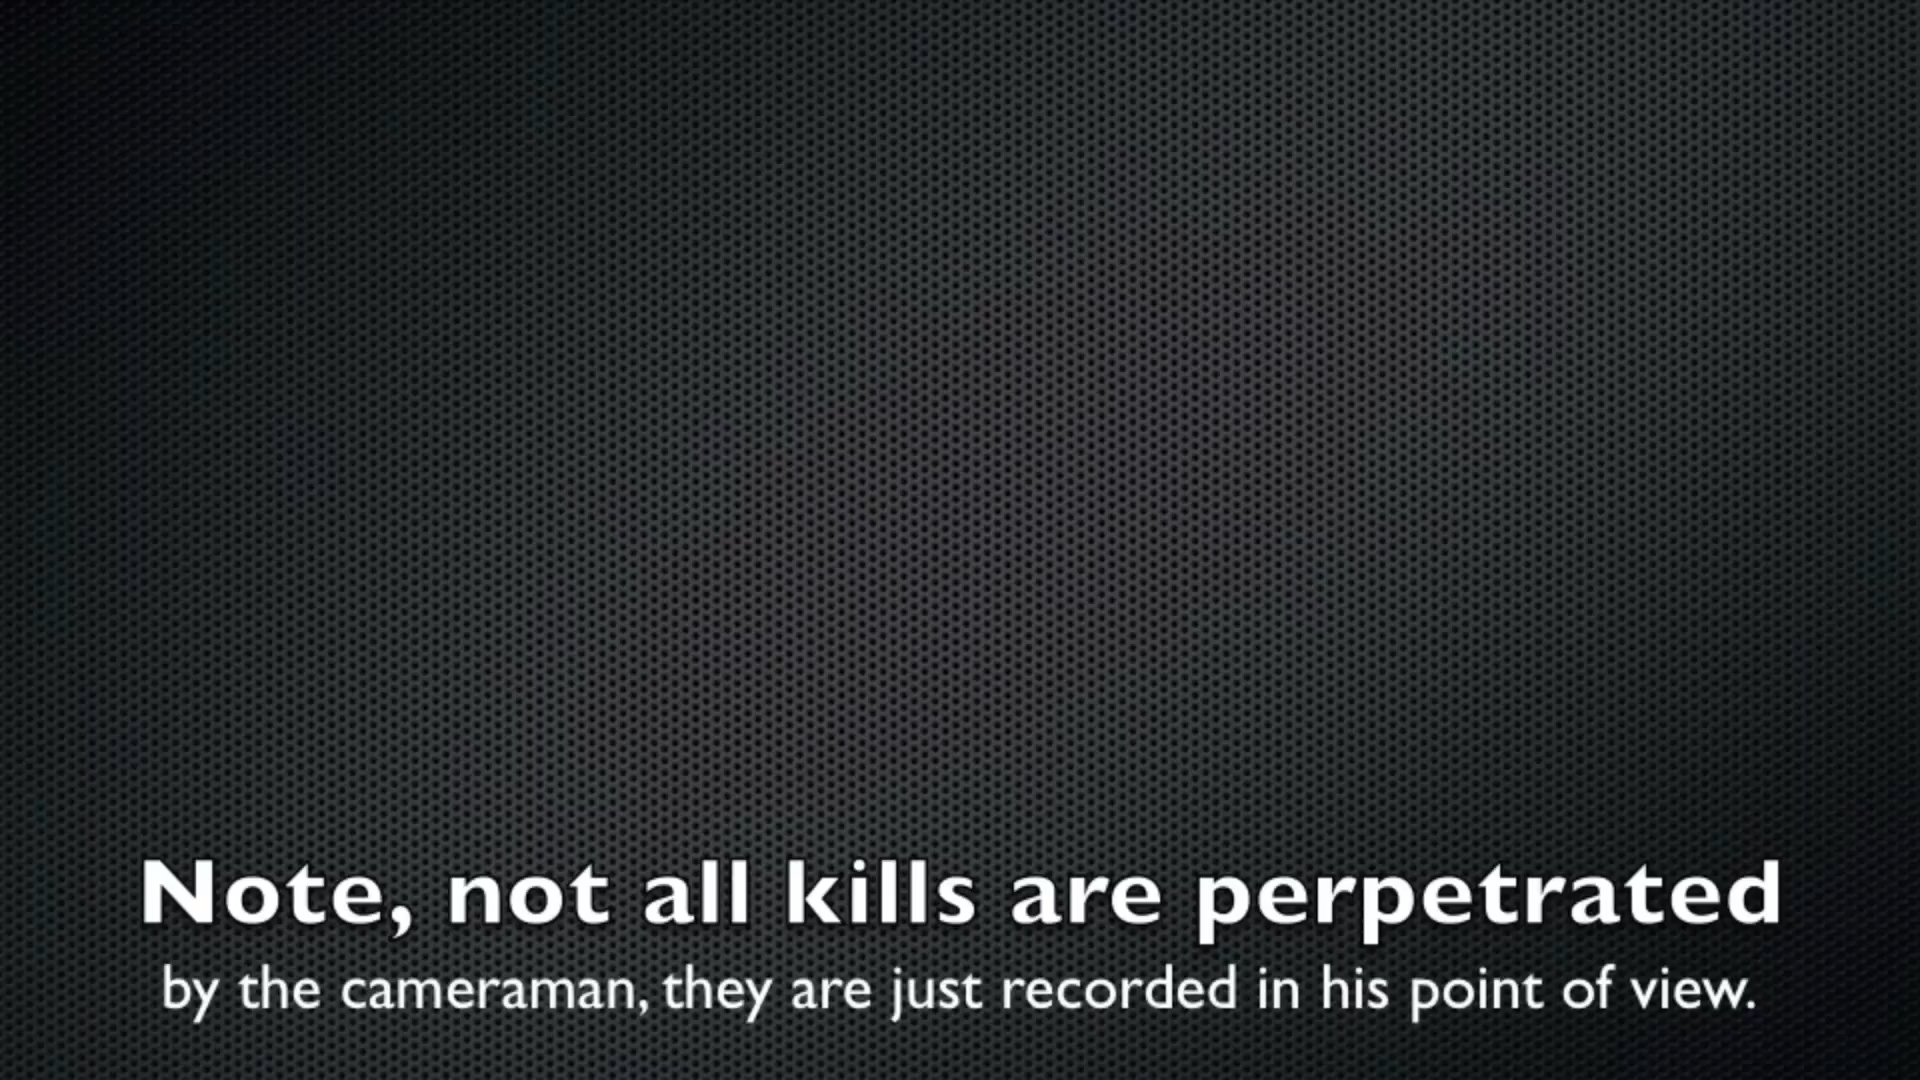 Note, not all kills are perpetrated
by the cameraman, they are just recorded in his point of view.